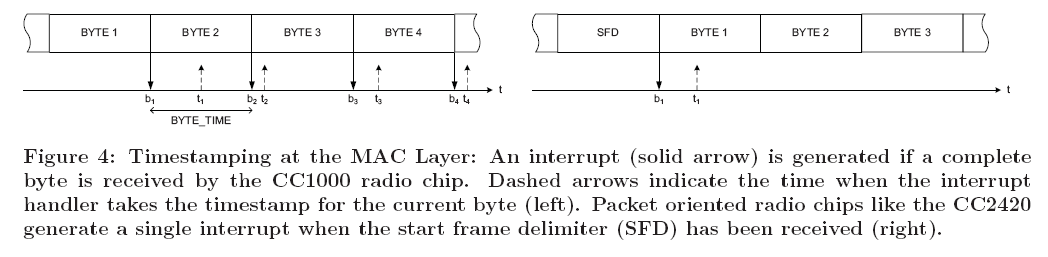 BYTE 1 BYTE 2 BYTE 3 BYTE 4 SFD BYTE 1 BYTE 2 BYTE 3
b1 t1 b2 t2 b3 t3 b4 t4 t b1 t1 t
BYTE_TIME
Figure 4: Timestamping at the MAC Layer: An interrupt (solid arrow) is generated if a complete
byte is received by the CC1000 radio chip. Dashed arrows indicate the time when the interrupt
handler takes the timestamp for the current byte (left). Packet oriented radio chips like the CC2420
generate a single interrupt when the start frame delimiter (SFD) has been received (right).